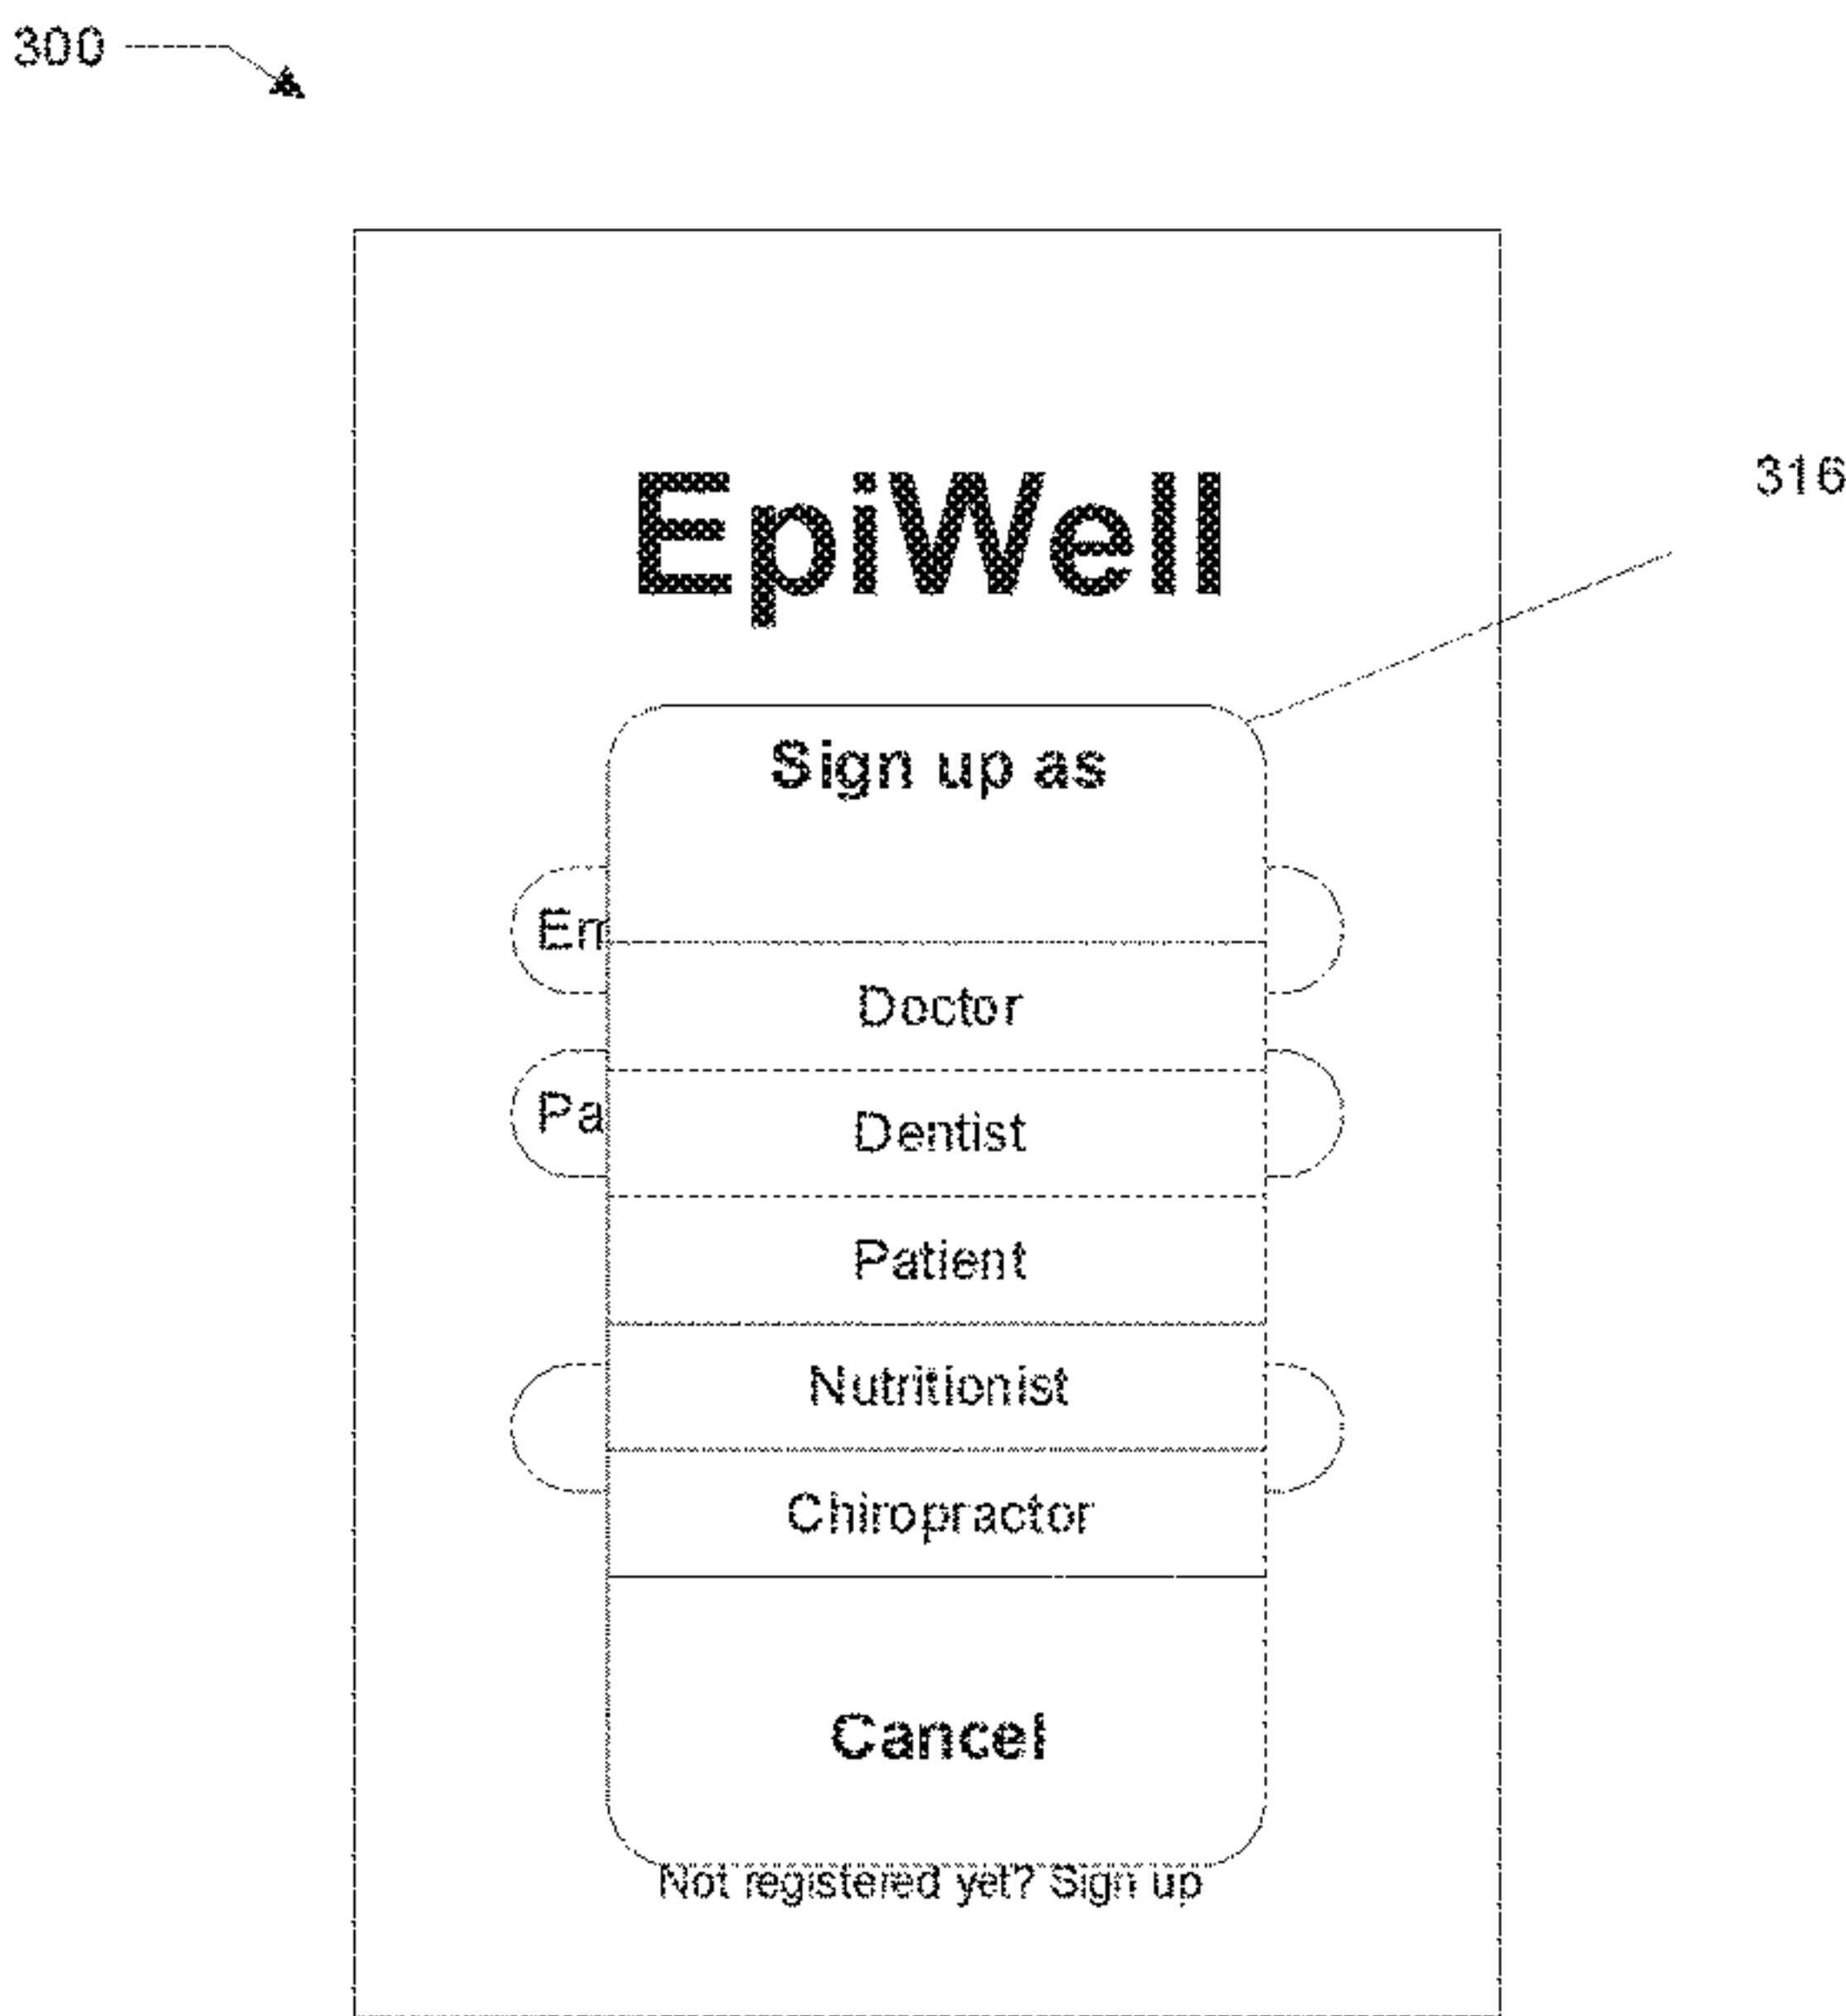 300
316
EpiWell
Sign up as
Em
Doctor
Pa
Dentist
Patient
Nutritionist
Chiropractor
Cancel
Not registered yet? Sign up